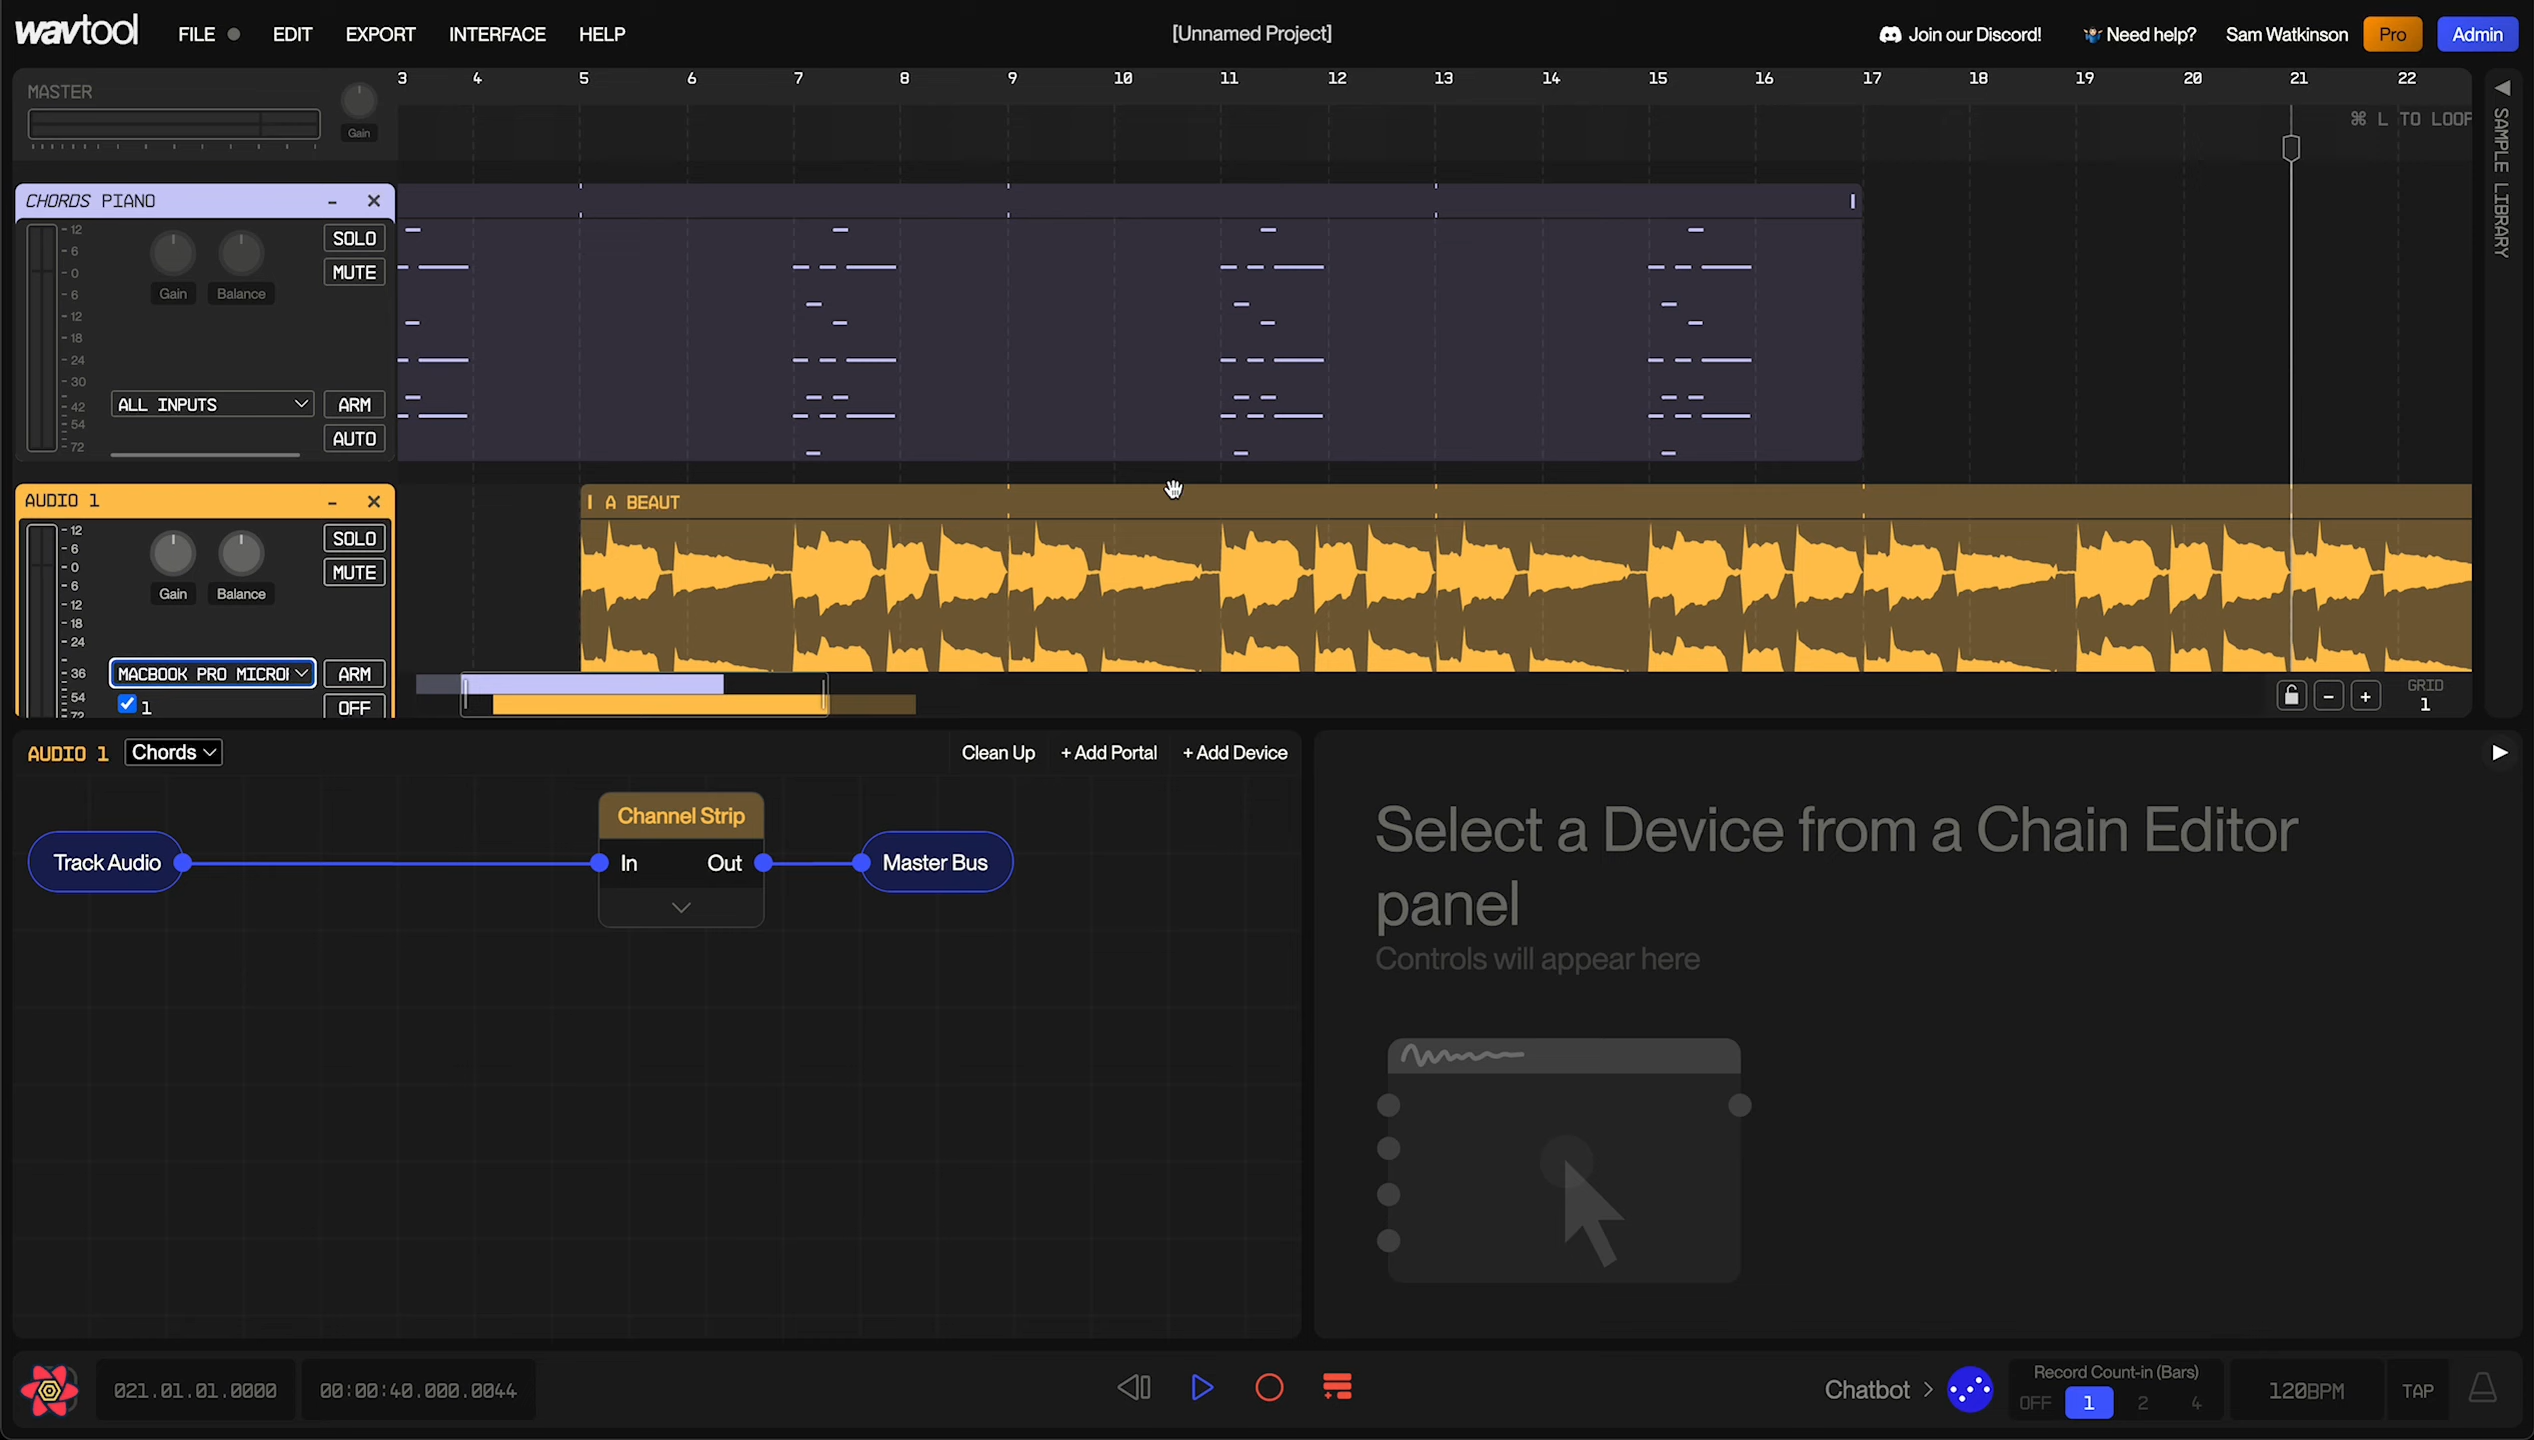 wavtool FILE EDIT EXPORT INTERFACE HELP [Unnamed Project] Join our Discord! Need help? Sam Watkinson Pro Admin
3 4 5 6 7 8 9 10 11 12 13 14 15 16 17 18 19 20 21 22
MASTER
Gain
⌘ L TO LOOP
SAMPLE LIBRARY
CHORDS PIANO
12
6
0
6
12
18
24
30
42
54
72
Gain Balance
SOLO
MUTE
ALL INPUTS ARM
AUTO
AUDIO 1
A BEAUT
12
6
0
6
12
18
24
36
54
72
Gain Balance
SOLO
MUTE
MACBOOK PRO MICRO ARM
1 OFF
GRID
1
AUDIO 1 Chords Clean Up + Add Portal + Add Device
Channel Strip
Track Audio In Out Master Bus
Select a Device from a Chain Editor
panel
Controls will appear here
021.01.01.0000 00:00:40.000.0044
Chatbot
Record Count-in (Bars)
OFF 1 2 4
120BPM TAP